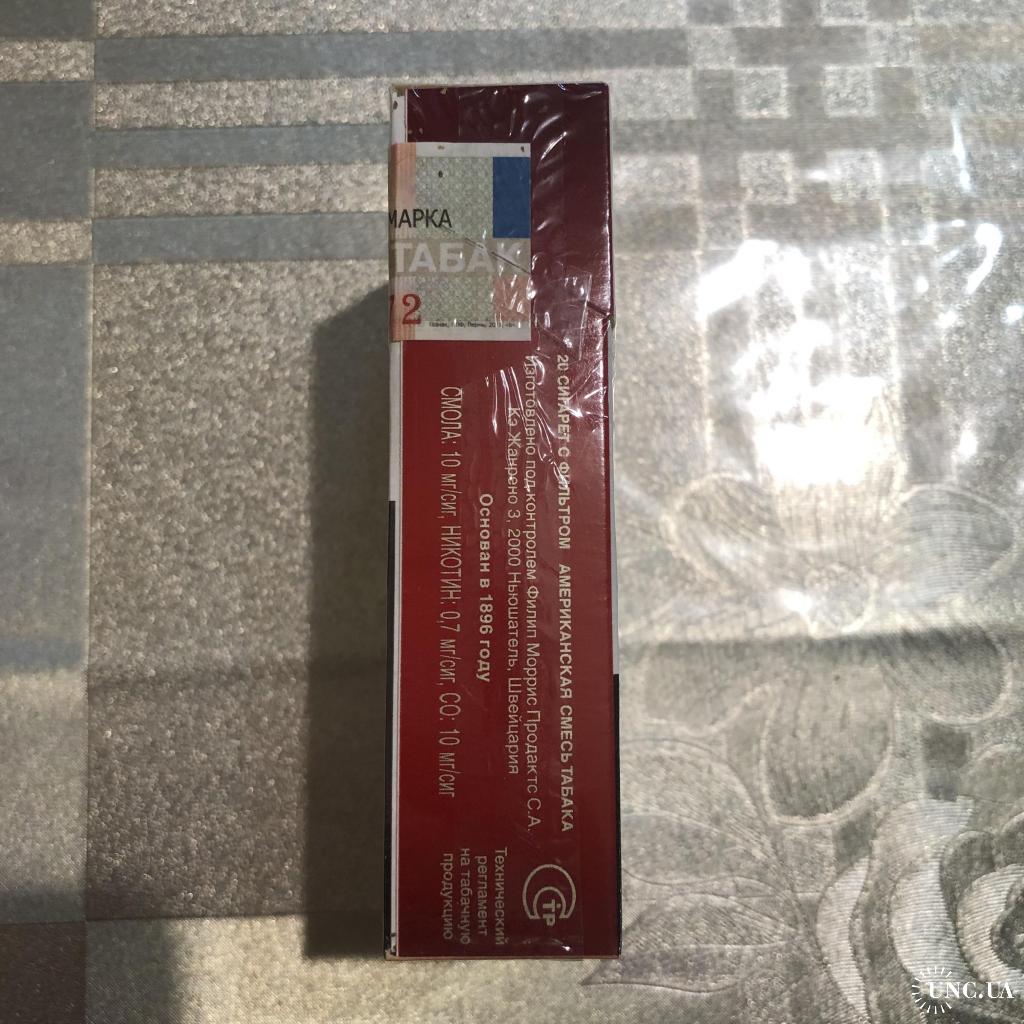 МАРКА
ТАБАК
12
20 СИГАРЕТ С ФИЛЬТРОМ АМЕРИКАНСКАЯ СМЕСЬ ТАБАКА
Изготовлено под контролем Филип Моррис Продактс С.А.
Кэ Жанрено 3, 2000 Ньюшатель, Швейцария
Основан в 1896 году
СМОЛА: 10 мг/сиг, НИКОТИН: 0,7 мг/сиг, СО: 10 мг/сиг
ТР
Технический
регламент
на табачную
продукцию
UNC.UA